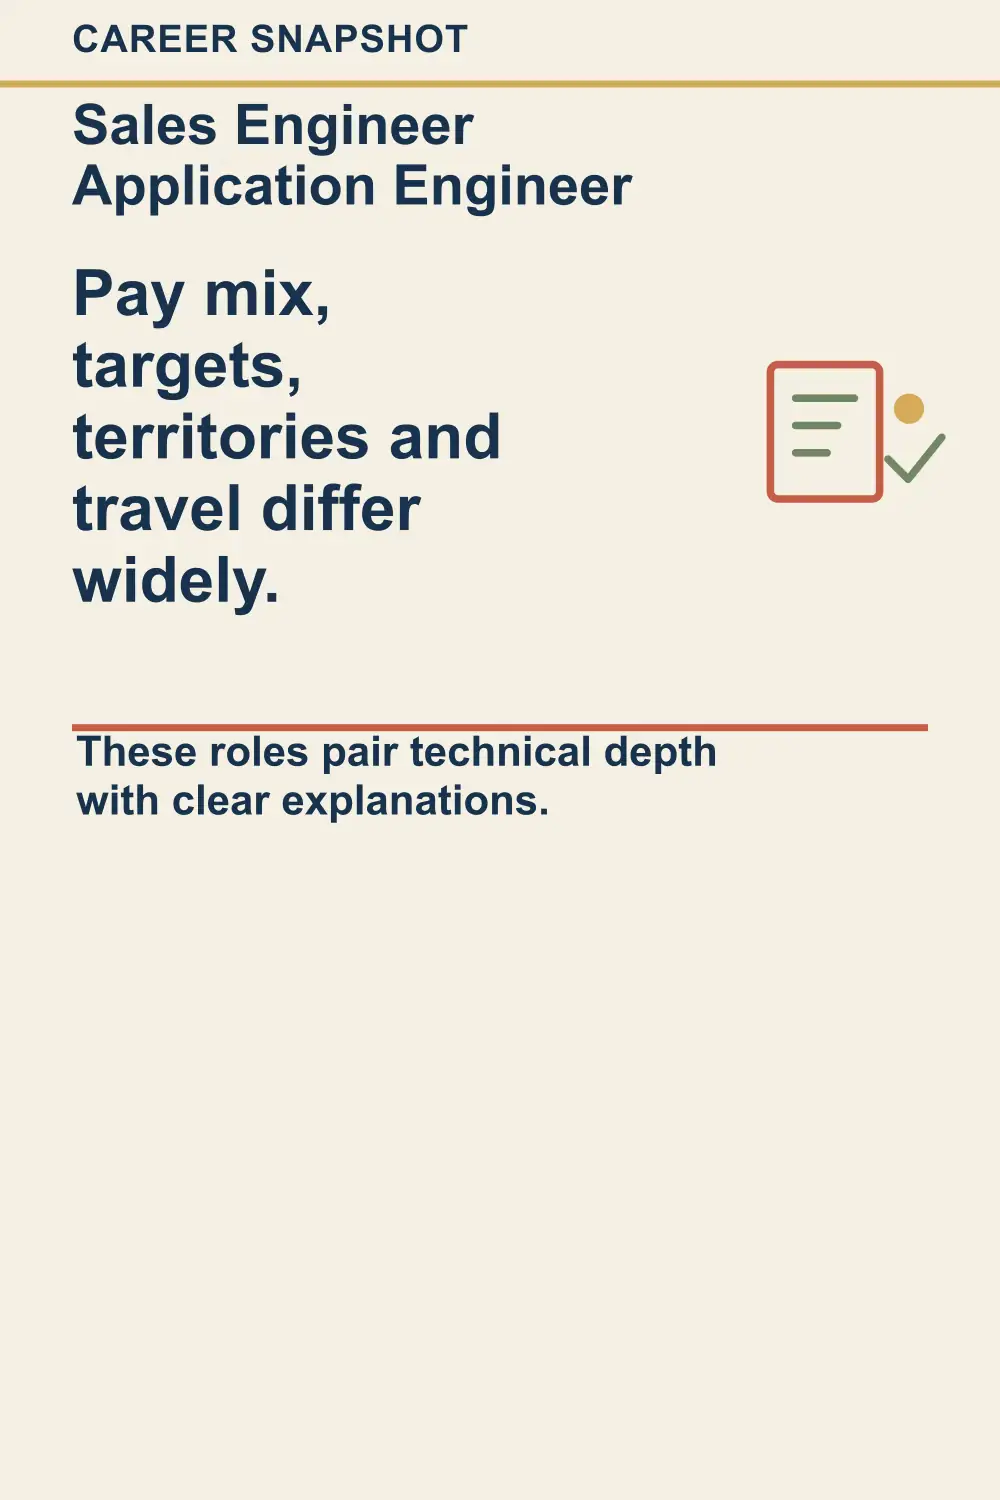 CAREER SNAPSHOT
Sales Engineer
Application Engineer
Pay mix,
targets,
territories and
travel differ
widely.
These roles pair technical depth
with clear explanations.